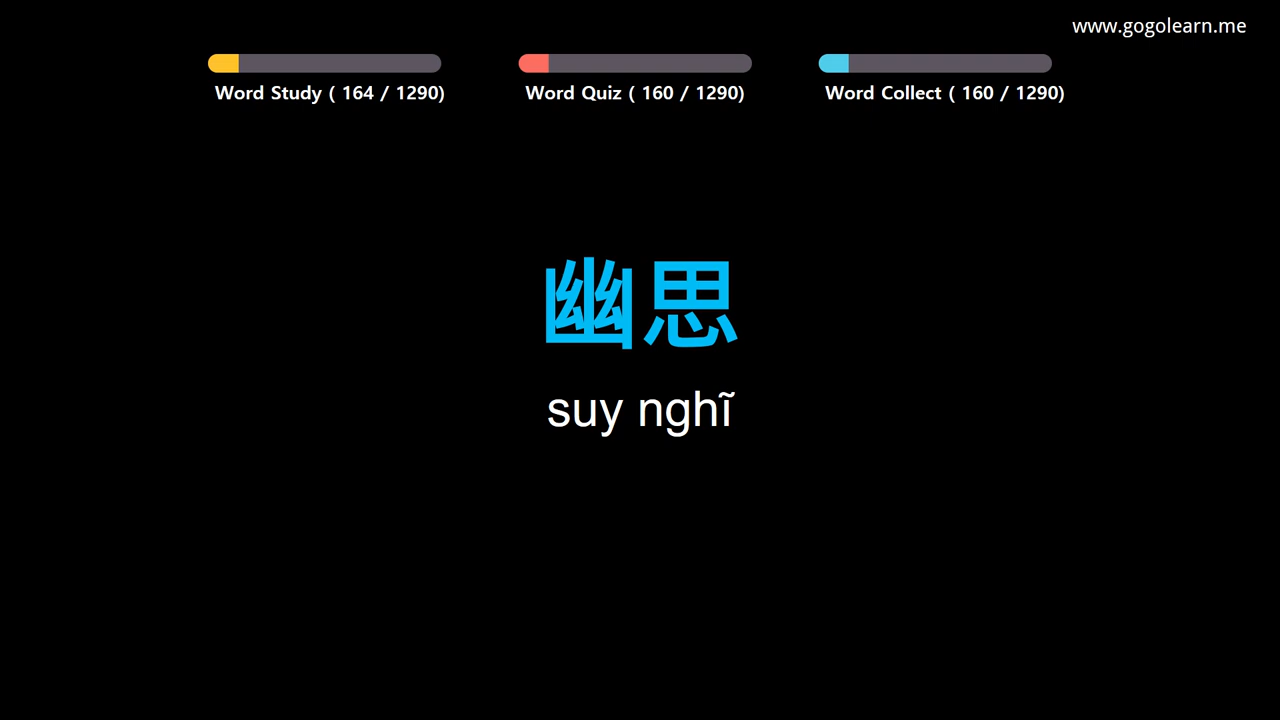 www.gogolearn.me
Word Study ( 164 / 1290)
Word Quiz ( 160 / 1290)
Word Collect ( 160 / 1290)
幽思
suy nghĩ